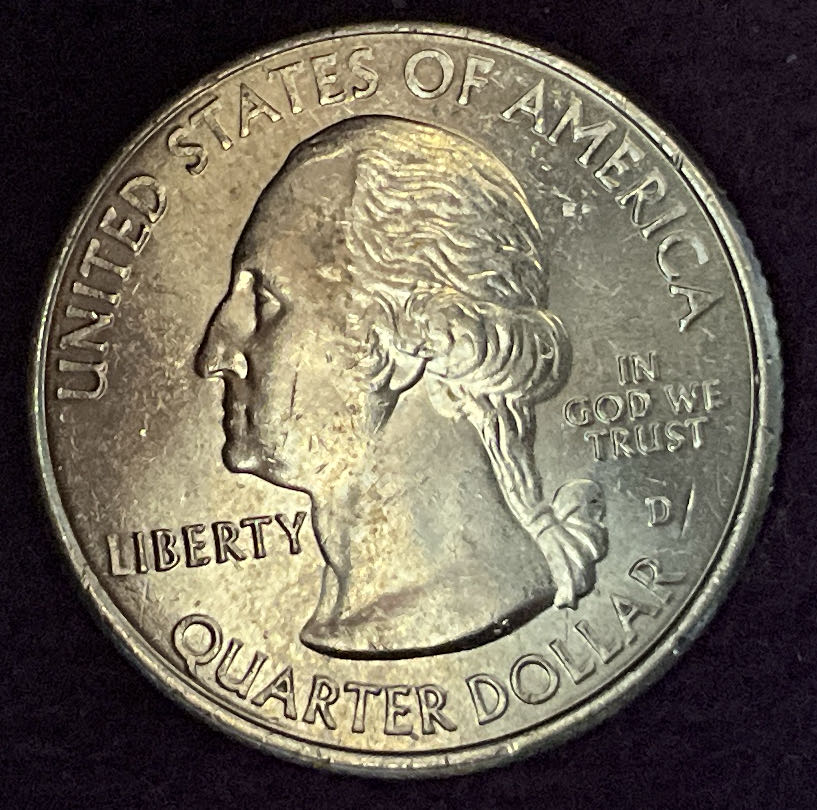 UNITED STATES OF AMERICA
IN
GOD WE
TRUST
D
LIBERTY
QUARTER DOLLAR